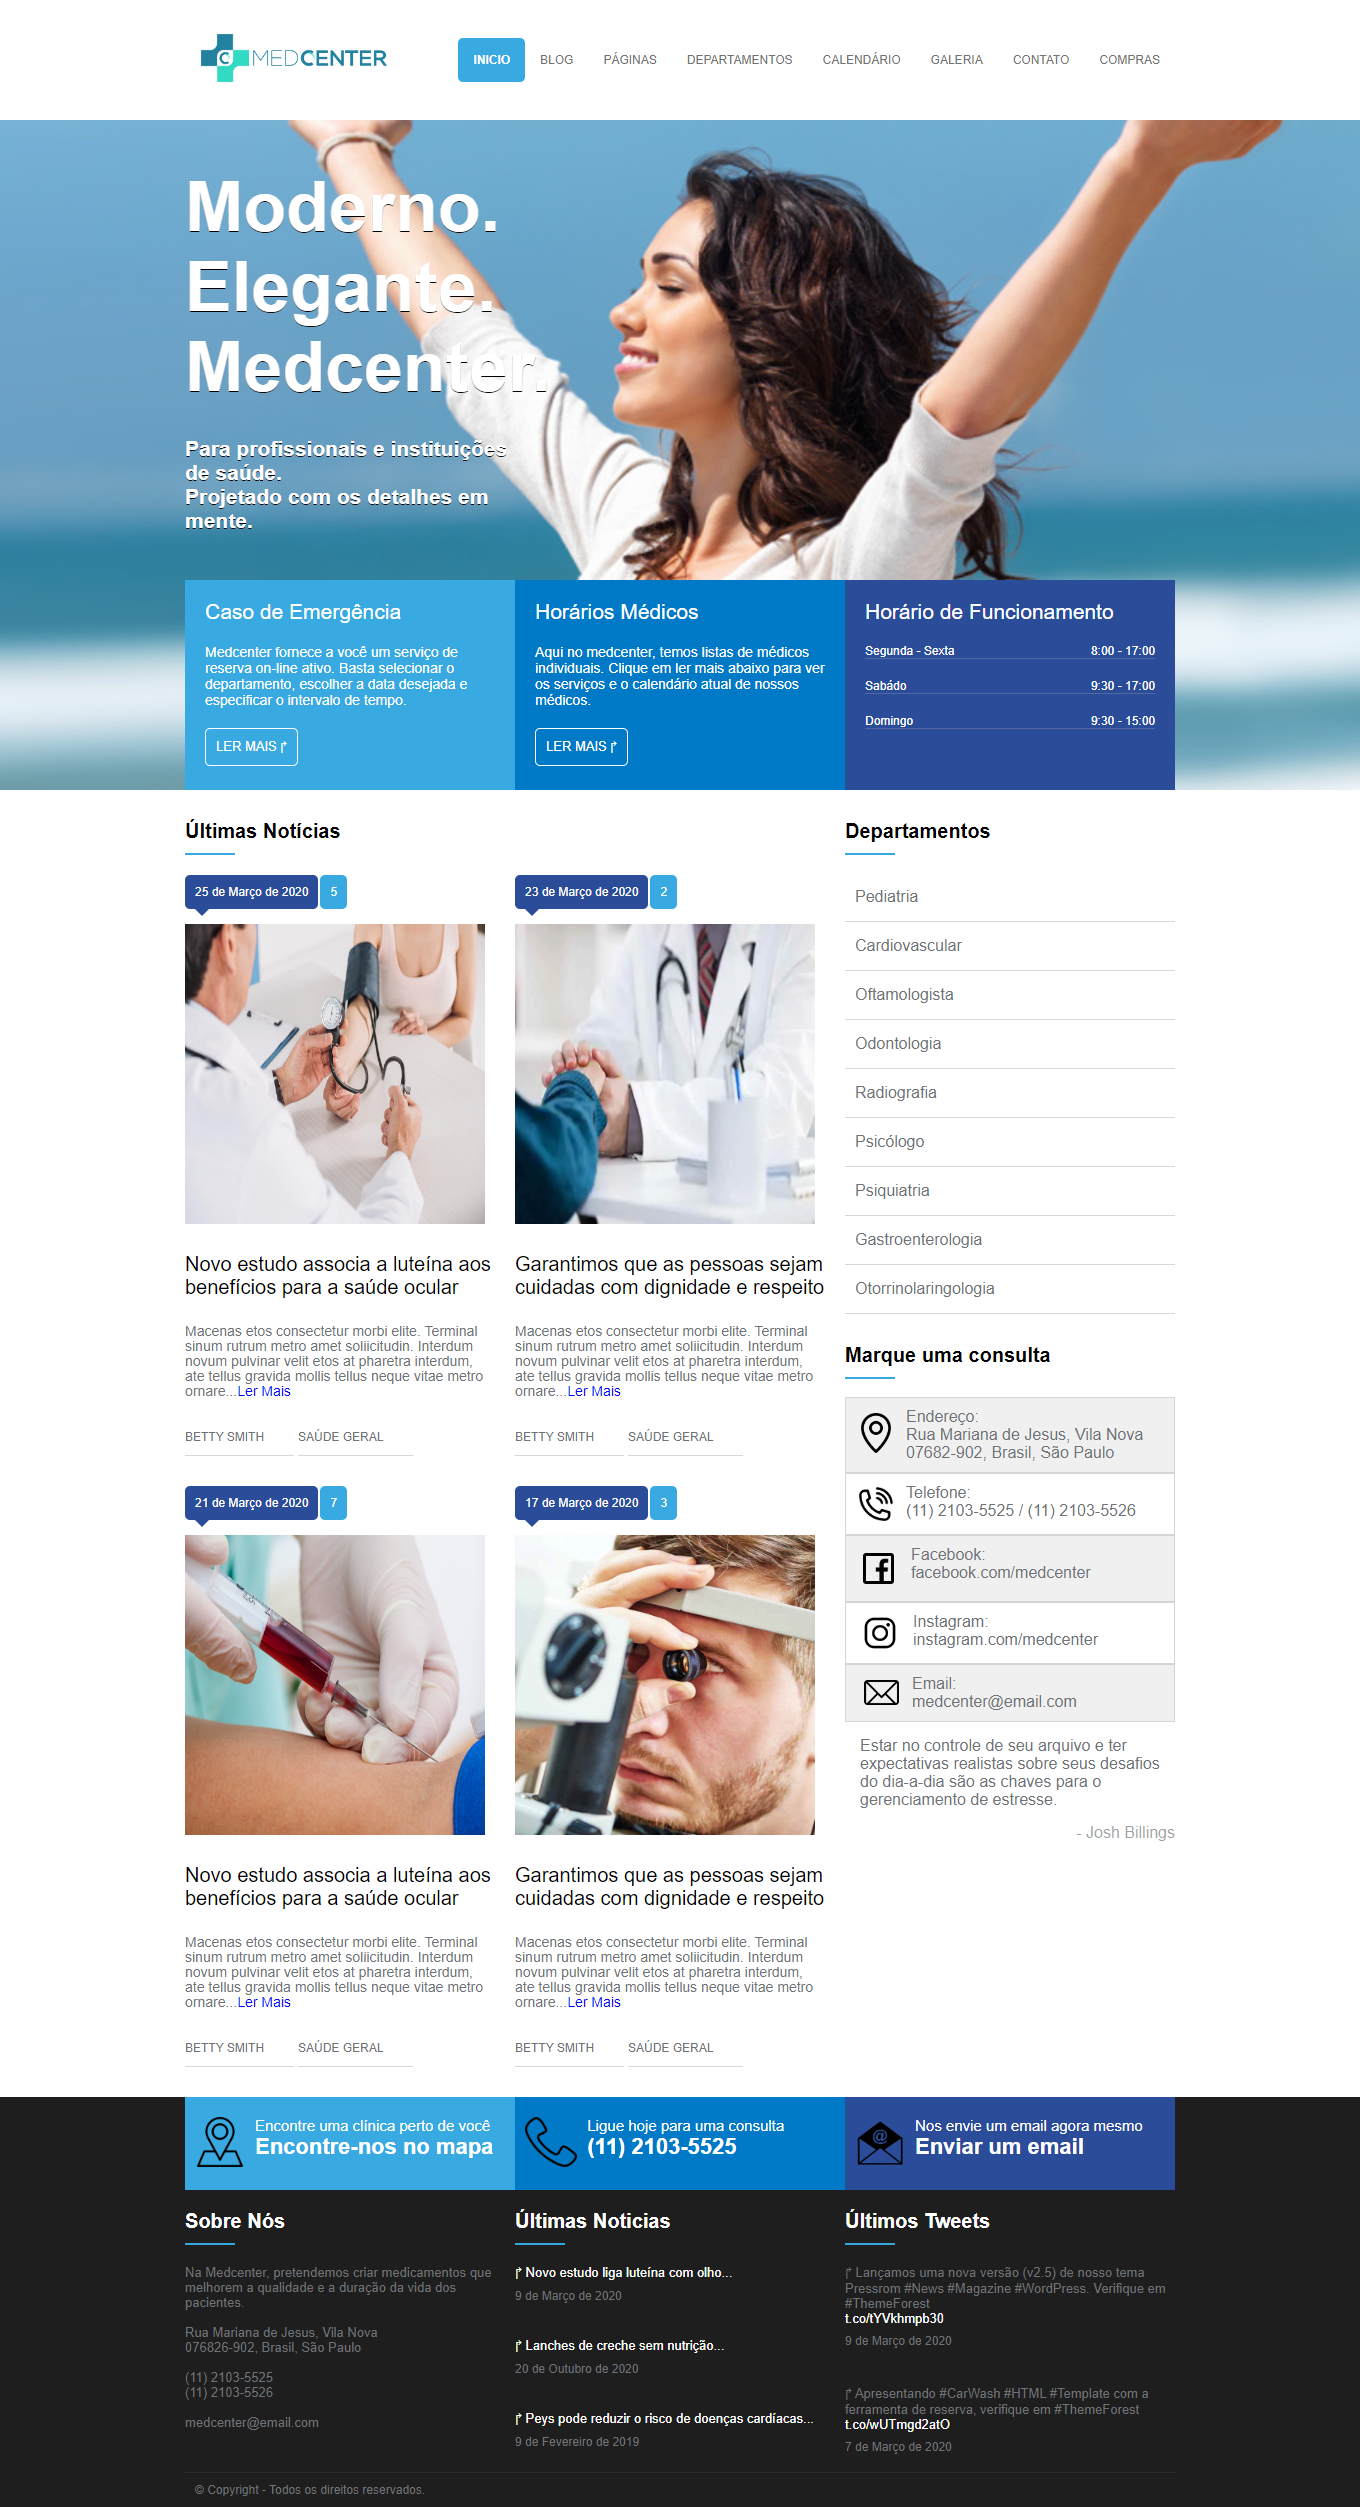 C MEDCENTER
INICIO BLOG PÁGINAS DEPARTAMENTOS CALENDÁRIO GALERIA CONTATO COMPRAS
Moderno.
Elegante.
Medcenter.
Para profissionais e instituições
de saúde.
Projetado com os detalhes em
mente.
Caso de Emergência
Medcenter fornece a você um serviço de
reserva on-line ativo. Basta selecionar o
departamento, escolher a data desejada e
especificar o intervalo de tempo.
LER MAIS ↱
Horários Médicos
Aqui no medcenter, temos listas de médicos
individuais. Clique em ler mais abaixo para ver
os serviços e o calendário atual de nossos
médicos.
LER MAIS ↱
Horário de Funcionamento
Segunda - Sexta 8:00 - 17:00
Sabádo 9:30 - 17:00
Domingo 9:30 - 15:00
Últimas Notícias
25 de Março de 2020 5
Novo estudo associa a luteína aos
benefícios para a saúde ocular
Macenas etos consectetur morbi elite. Terminal
sinum rutrum metro amet soliicitudin. Interdum
novum pulvinar velit etos at pharetra interdum,
ate tellus gravida mollis tellus neque vitae metro
ornare...Ler Mais
BETTY SMITH SAÚDE GERAL
23 de Março de 2020 2
Garantimos que as pessoas sejam
cuidadas com dignidade e respeito
Macenas etos consectetur morbi elite. Terminal
sinum rutrum metro amet soliicitudin. Interdum
novum pulvinar velit etos at pharetra interdum,
ate tellus gravida mollis tellus neque vitae metro
ornare...Ler Mais
BETTY SMITH SAÚDE GERAL
21 de Março de 2020 7
Novo estudo associa a luteína aos
benefícios para a saúde ocular
Macenas etos consectetur morbi elite. Terminal
sinum rutrum metro amet soliicitudin. Interdum
novum pulvinar velit etos at pharetra interdum,
ate tellus gravida mollis tellus neque vitae metro
ornare...Ler Mais
BETTY SMITH SAÚDE GERAL
17 de Março de 2020 3
Garantimos que as pessoas sejam
cuidadas com dignidade e respeito
Macenas etos consectetur morbi elite. Terminal
sinum rutrum metro amet soliicitudin. Interdum
novum pulvinar velit etos at pharetra interdum,
ate tellus gravida mollis tellus neque vitae metro
ornare...Ler Mais
BETTY SMITH SAÚDE GERAL
Departamentos
Pediatria
Cardiovascular
Oftamologista
Odontologia
Radiografia
Psicólogo
Psiquiatria
Gastroenterologia
Otorrinolaringologia
Marque uma consulta
Endereço:
Rua Mariana de Jesus, Vila Nova
07682-902, Brasil, São Paulo
Telefone:
(11) 2103-5525 / (11) 2103-5526
Facebook:
facebook.com/medcenter
Instagram:
instagram.com/medcenter
Email:
medcenter@email.com
Estar no controle de seu arquivo e ter
expectativas realistas sobre seus desafios
do dia-a-dia são as chaves para o
gerenciamento de estresse.
- Josh Billings
Encontre uma clínica perto de você
Encontre-nos no mapa
Ligue hoje para uma consulta
(11) 2103-5525
@
Nos envie um email agora mesmo
Enviar um email
Sobre Nós
Na Medcenter, pretendemos criar medicamentos que
melhorem a qualidade e a duração da vida dos
pacientes.
Rua Mariana de Jesus, Vila Nova
076826-902, Brasil, São Paulo
(11) 2103-5525
(11) 2103-5526
medcenter@email.com
Últimas Noticias
↱ Novo estudo liga luteína com olho...
9 de Março de 2020
↱ Lanches de creche sem nutrição...
20 de Outubro de 2020
↱ Peys pode reduzir o risco de doenças cardíacas...
9 de Fevereiro de 2019
Últimos Tweets
↱ Lançamos uma nova versão (v2.5) de nosso tema
Pressrom #News #Magazine #WordPress. Verifique em
#ThemeForest
t.co/tYVkhmpb30
9 de Março de 2020
↱ Apresentando #CarWash #HTML #Template com a
ferramenta de reserva, verifique em #ThemeForest
t.co/wUTmgd2atO
7 de Março de 2020
© Copyright - Todos os direitos reservados.